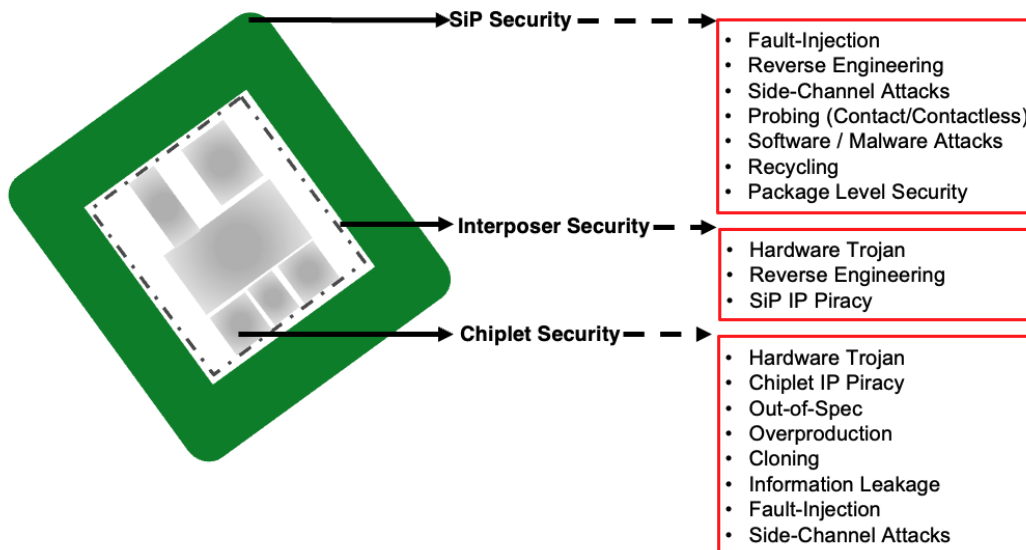 SiP Security
• Fault-Injection
• Reverse Engineering
• Side-Channel Attacks
• Probing (Contact/Contactless)
• Software / Malware Attacks
• Recycling
• Package Level Security
Interposer Security
• Hardware Trojan
• Reverse Engineering
• SiP IP Piracy
Chiplet Security
• Hardware Trojan
• Chiplet IP Piracy
• Out-of-Spec
• Overproduction
• Cloning
• Information Leakage
• Fault-Injection
• Side-Channel Attacks